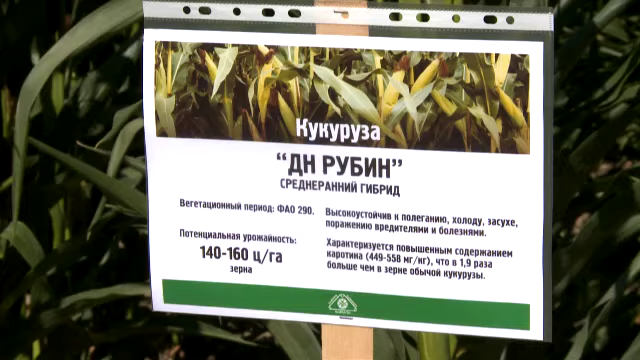 Кукуруза
“ДН РУБИН”
СРЕДНЕРАННИЙ ГИБРИД
Вегетационный период: ФАО 290.
Потенциальная урожайность:
140-160 ц/га
зерна
Высокоустойчив к полеганию, холоду, засухе,
поражению вредителями и болезнями.
Характеризуется повышенным содержанием
каротина (449-558 мг/кг), что в 1,9 раза
больше чем в зерне обычой кукурузы.